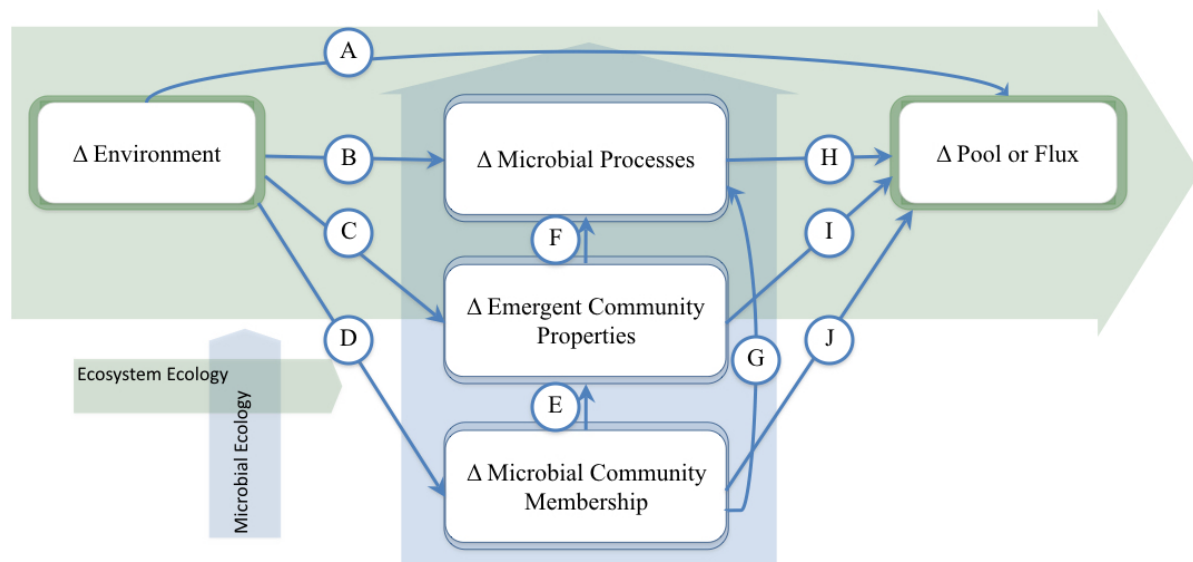 A
Δ Environment
B
Δ Microbial Processes
H
Δ Pool or Flux
C
F
I
Δ Emergent Community
Properties
D
J
G
Ecosystem Ecology
Microbial Ecology
E
Δ Microbial Community
Membership